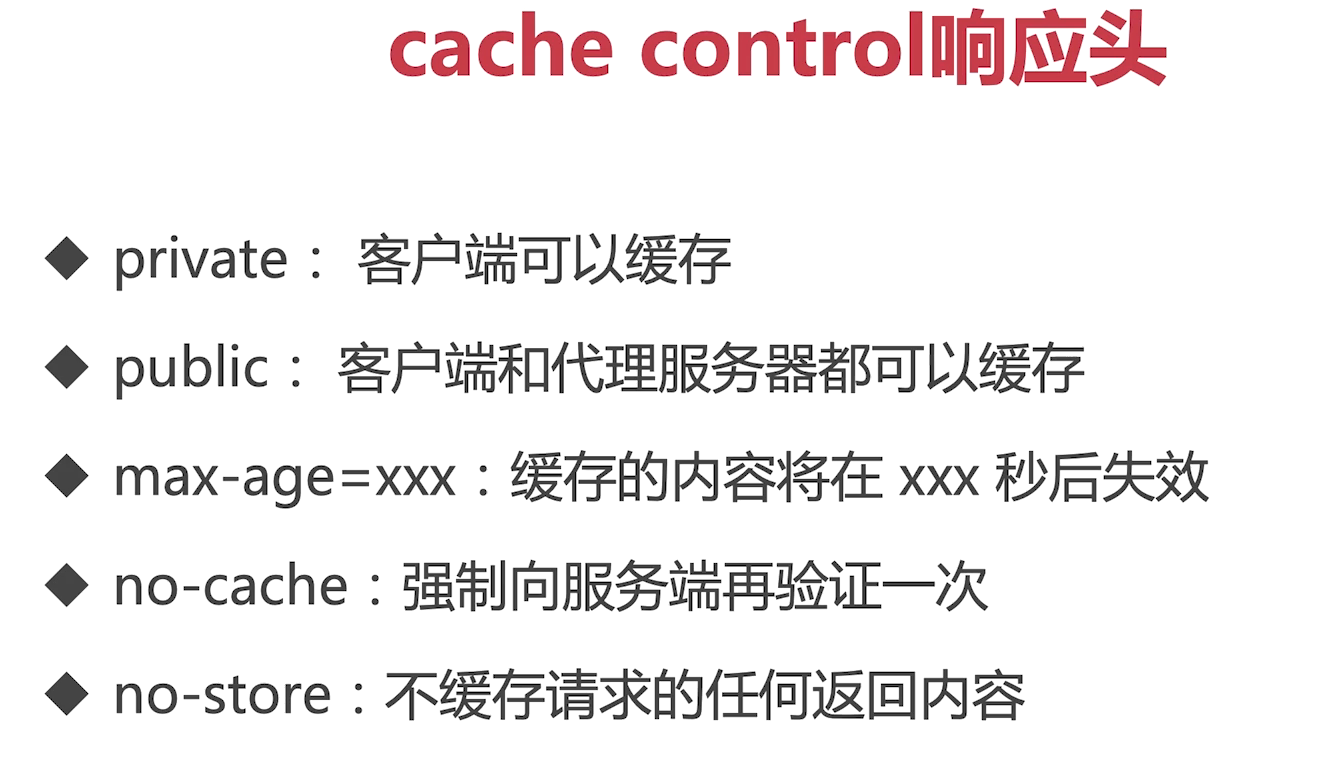 cache control响应头
◆ private： 客户端可以缓存
◆ public： 客户端和代理服务器都可以缓存
◆ max-age=xxx：缓存的内容将在 xxx 秒后失效
◆ no-cache：强制向服务端再验证一次
◆ no-store：不缓存请求的任何返回内容